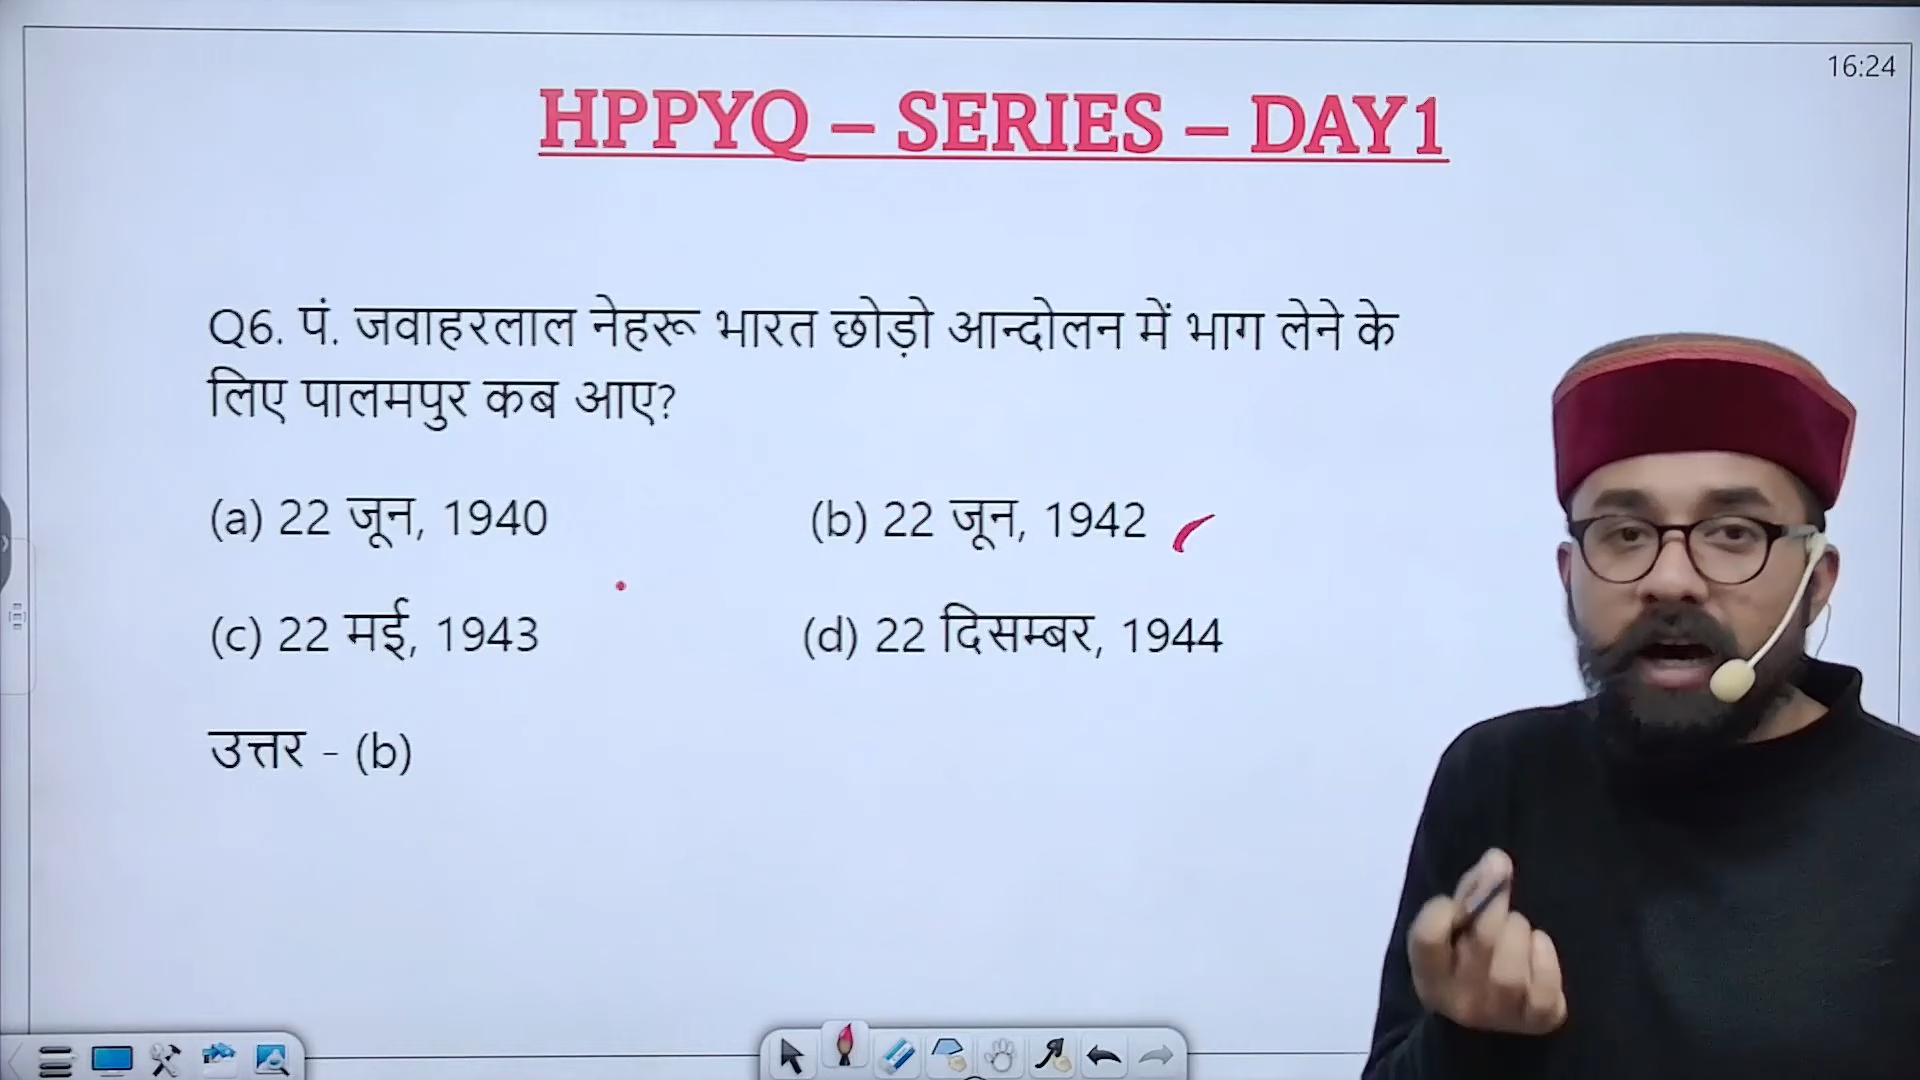 16:24
HPPYQ – SERIES – DAY1
Q6. पं. जवाहरलाल नेहरू भारत छोड़ो आन्दोलन में भाग लेने के
लिए पालमपुर कब आए?
(a) 22 जून, 1940 (b) 22 जून, 1942
(c) 22 मई, 1943 (d) 22 दिसम्बर, 1944
उत्तर - (b)